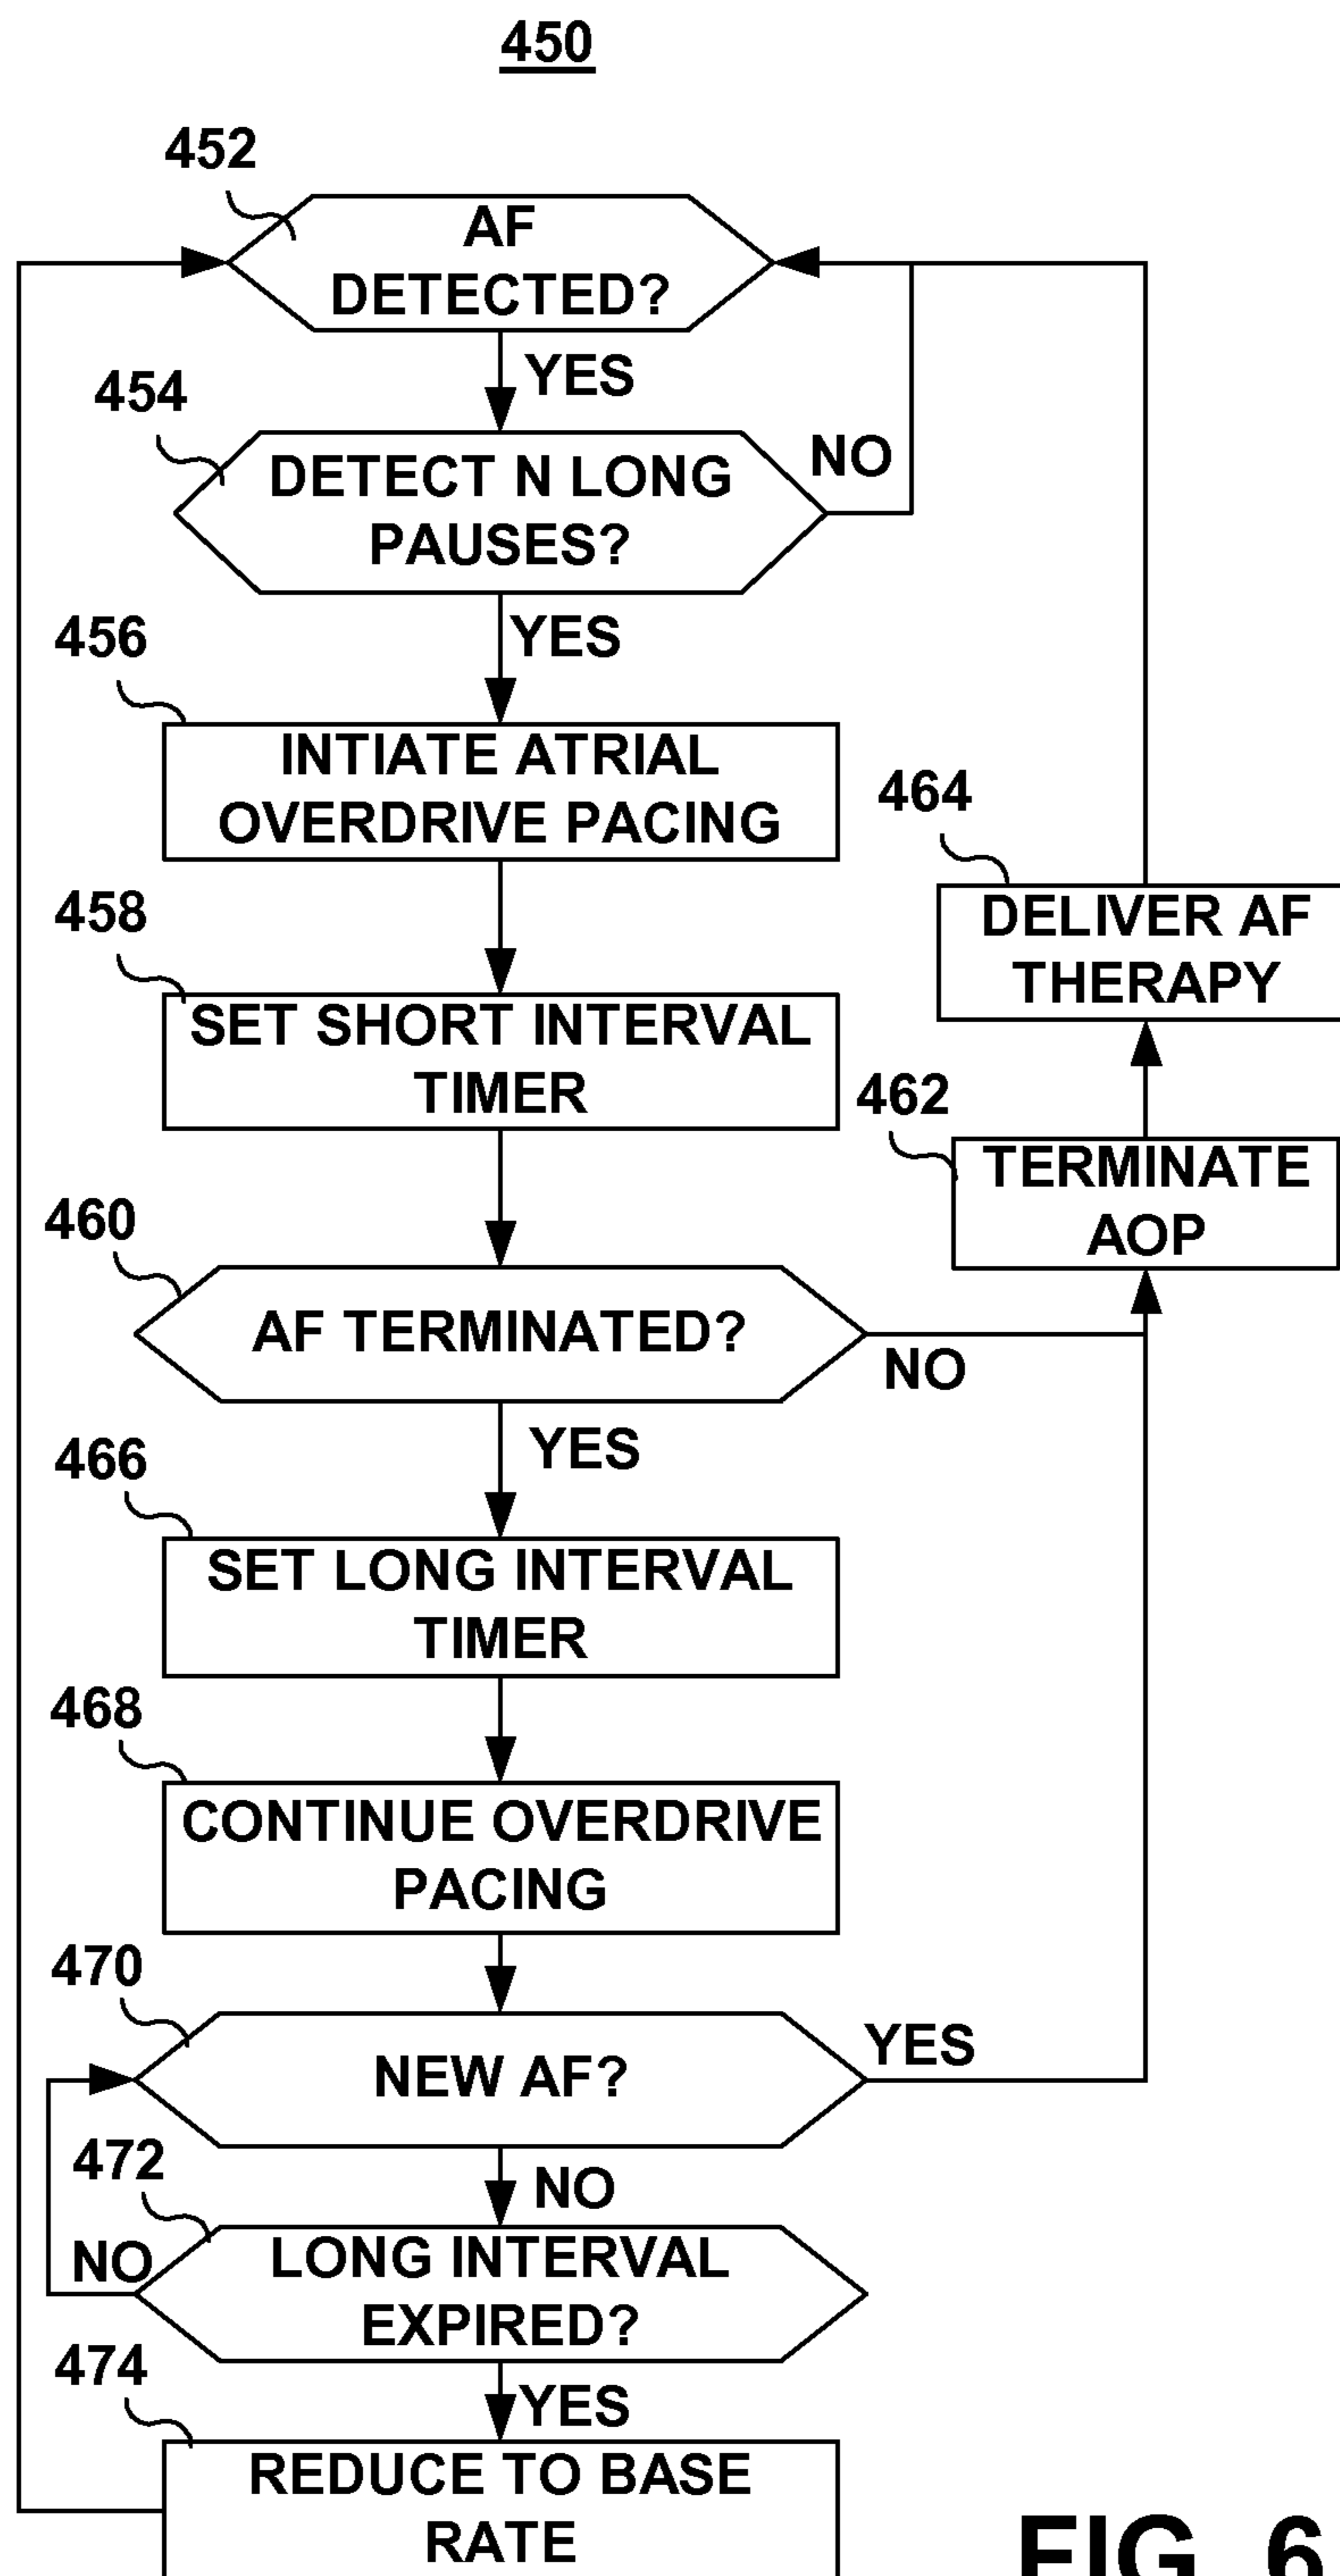 450
452
AF
DETECTED?
YES
454
DETECT N LONG
PAUSES?
NO
YES
456
INTIATE ATRIAL
OVERDRIVE PACING
464
DELIVER AF
THERAPY
458
SET SHORT INTERVAL
TIMER
462
TERMINATE
AOP
460
AF TERMINATED?
NO
YES
466
SET LONG INTERVAL
TIMER
468
CONTINUE OVERDRIVE
PACING
470
NEW AF?
YES
NO
472
NO
LONG INTERVAL
EXPIRED?
YES
474
REDUCE TO BASE
RATE
FIG. 6